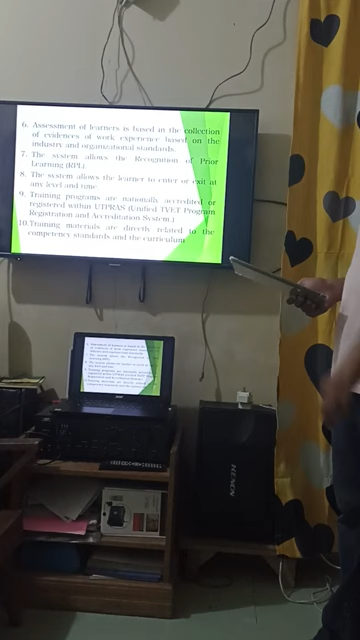 6. Assessment of learners is based in the collection
of evidences of work experience based on the
industry and organizational standards.
7. The system allows the Recognition of Prior
Learning (RPL).
8. The system allows the learner to enter or exit at
any level and time.
9. Training programs are nationally accredited or
registered within UTPRAS (Unified TVET Program
Registration and Accreditation System.)
10.Training materials are directly related to the
competency standards and the curriculum